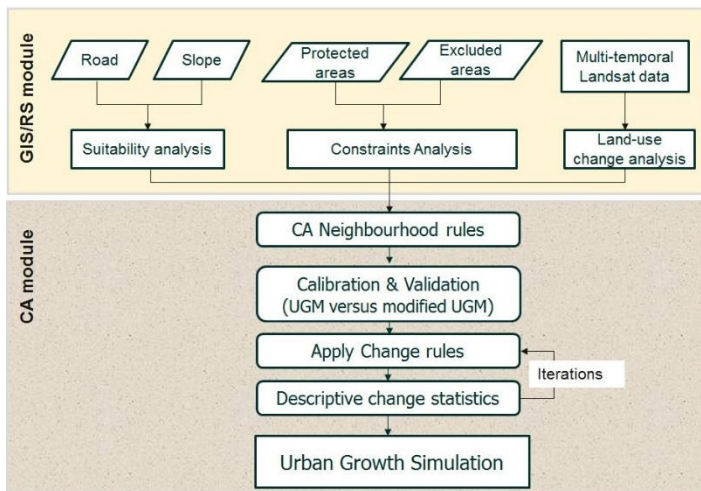 GIS/RS module
Road
Slope
Protected
areas
Excluded
areas
Multi-temporal
Landsat data
Suitability analysis
Constraints Analysis
Land-use
change analysis
CA module
CA Neighbourhood rules
Calibration & Validation
(UGM versus modified UGM)
Apply Change rules
Iterations
Descriptive change statistics
Urban Growth Simulation